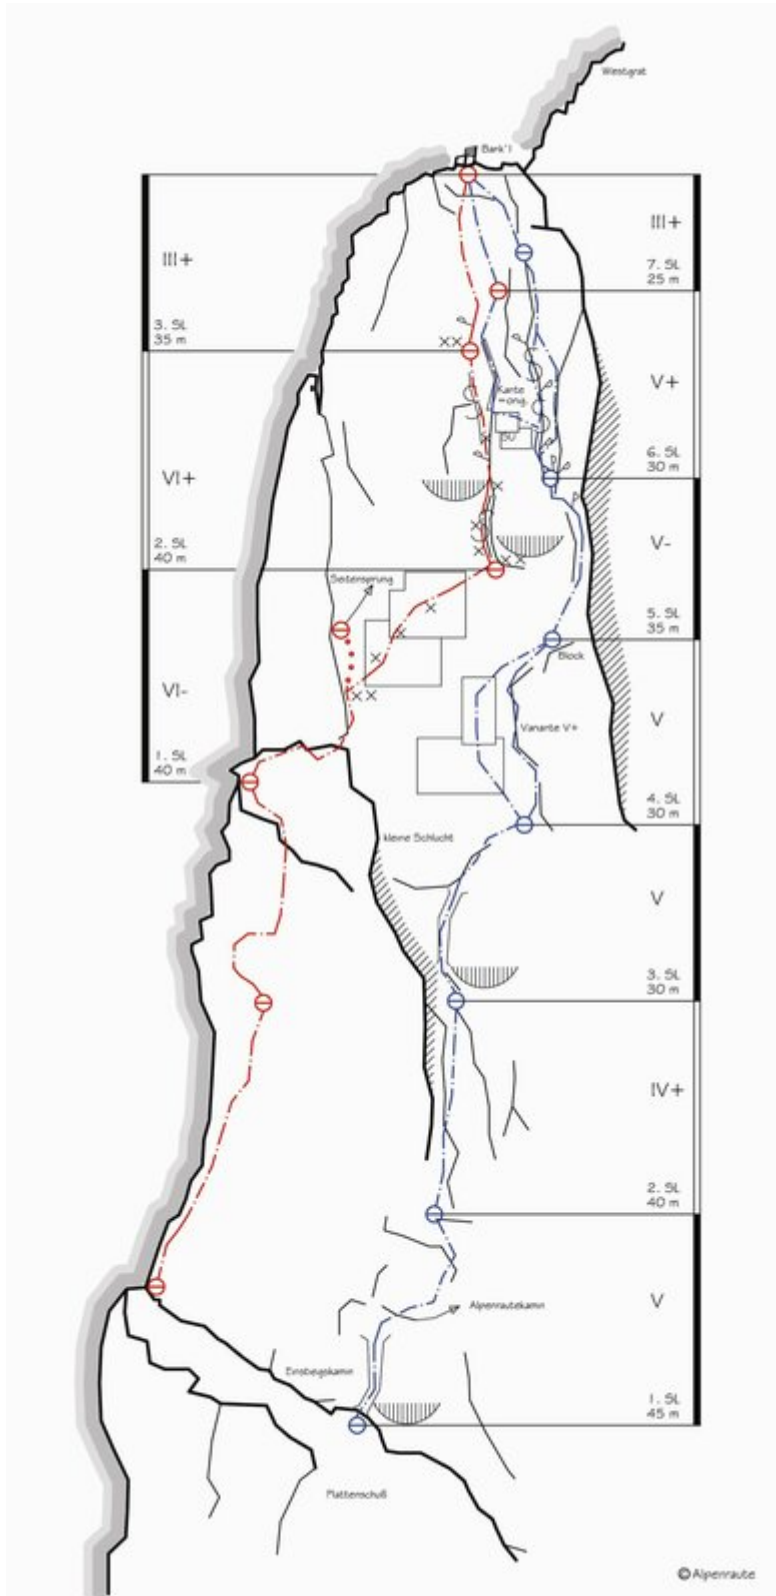 Westgrat
Bank'l
III+
3. SL
35 m
III+
7. SL
25 m
Kante
V+
6. SL
30 m
VI+
2. SL
40 m
V-
5. SL
35 m
Seitensprung
Block
VI-
1. SL
40 m
Variante V+
V
4. SL
30 m
kleine Schlucht
V
3. SL
30 m
IV+
2. SL
40 m
Alpenrautekamin
V
Einstiegskamin
1. SL
45 m
Plattenschuß
©Alpenraute